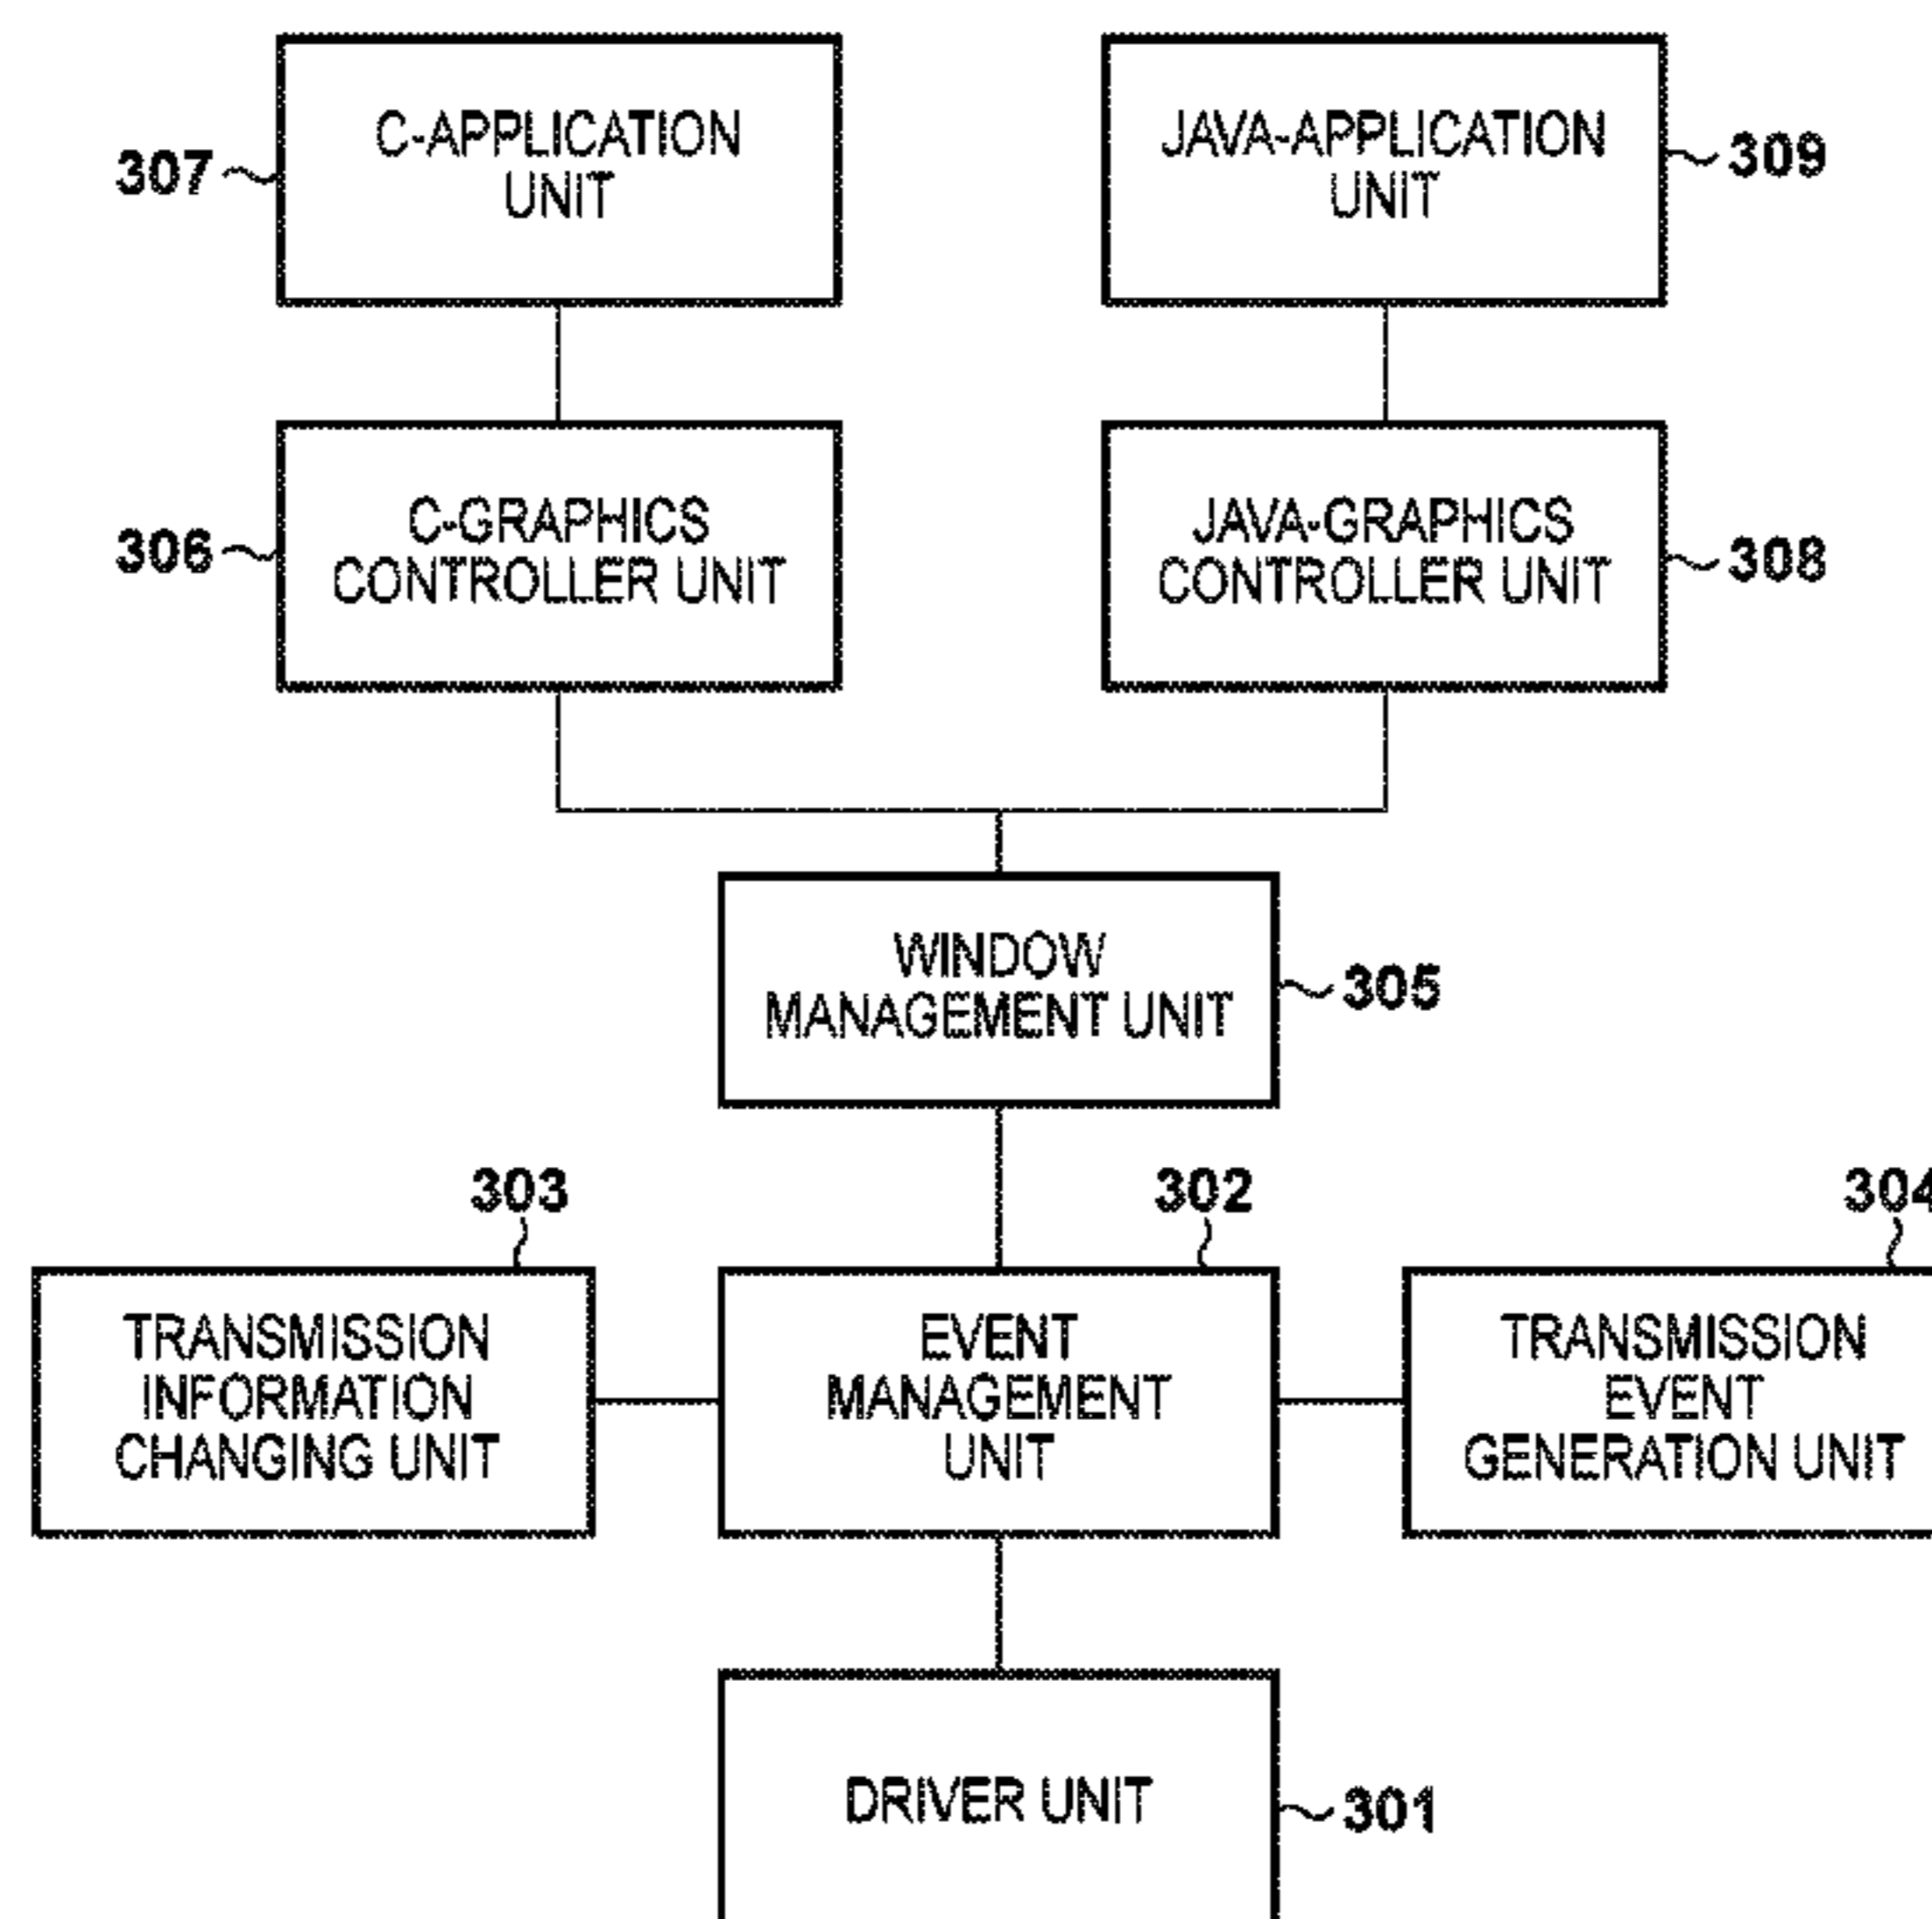 C-APPLICATION
UNIT
307
JAVA-APPLICATION
UNIT
309
C-GRAPHICS
CONTROLLER UNIT
306
JAVA-GRAPHICS
CONTROLLER UNIT
308
WINDOW
MANAGEMENT UNIT
305
303
302
304
TRANSMISSION
INFORMATION
CHANGING UNIT
EVENT
MANAGEMENT
UNIT
TRANSMISSION
EVENT
GENERATION UNIT
DRIVER UNIT
301